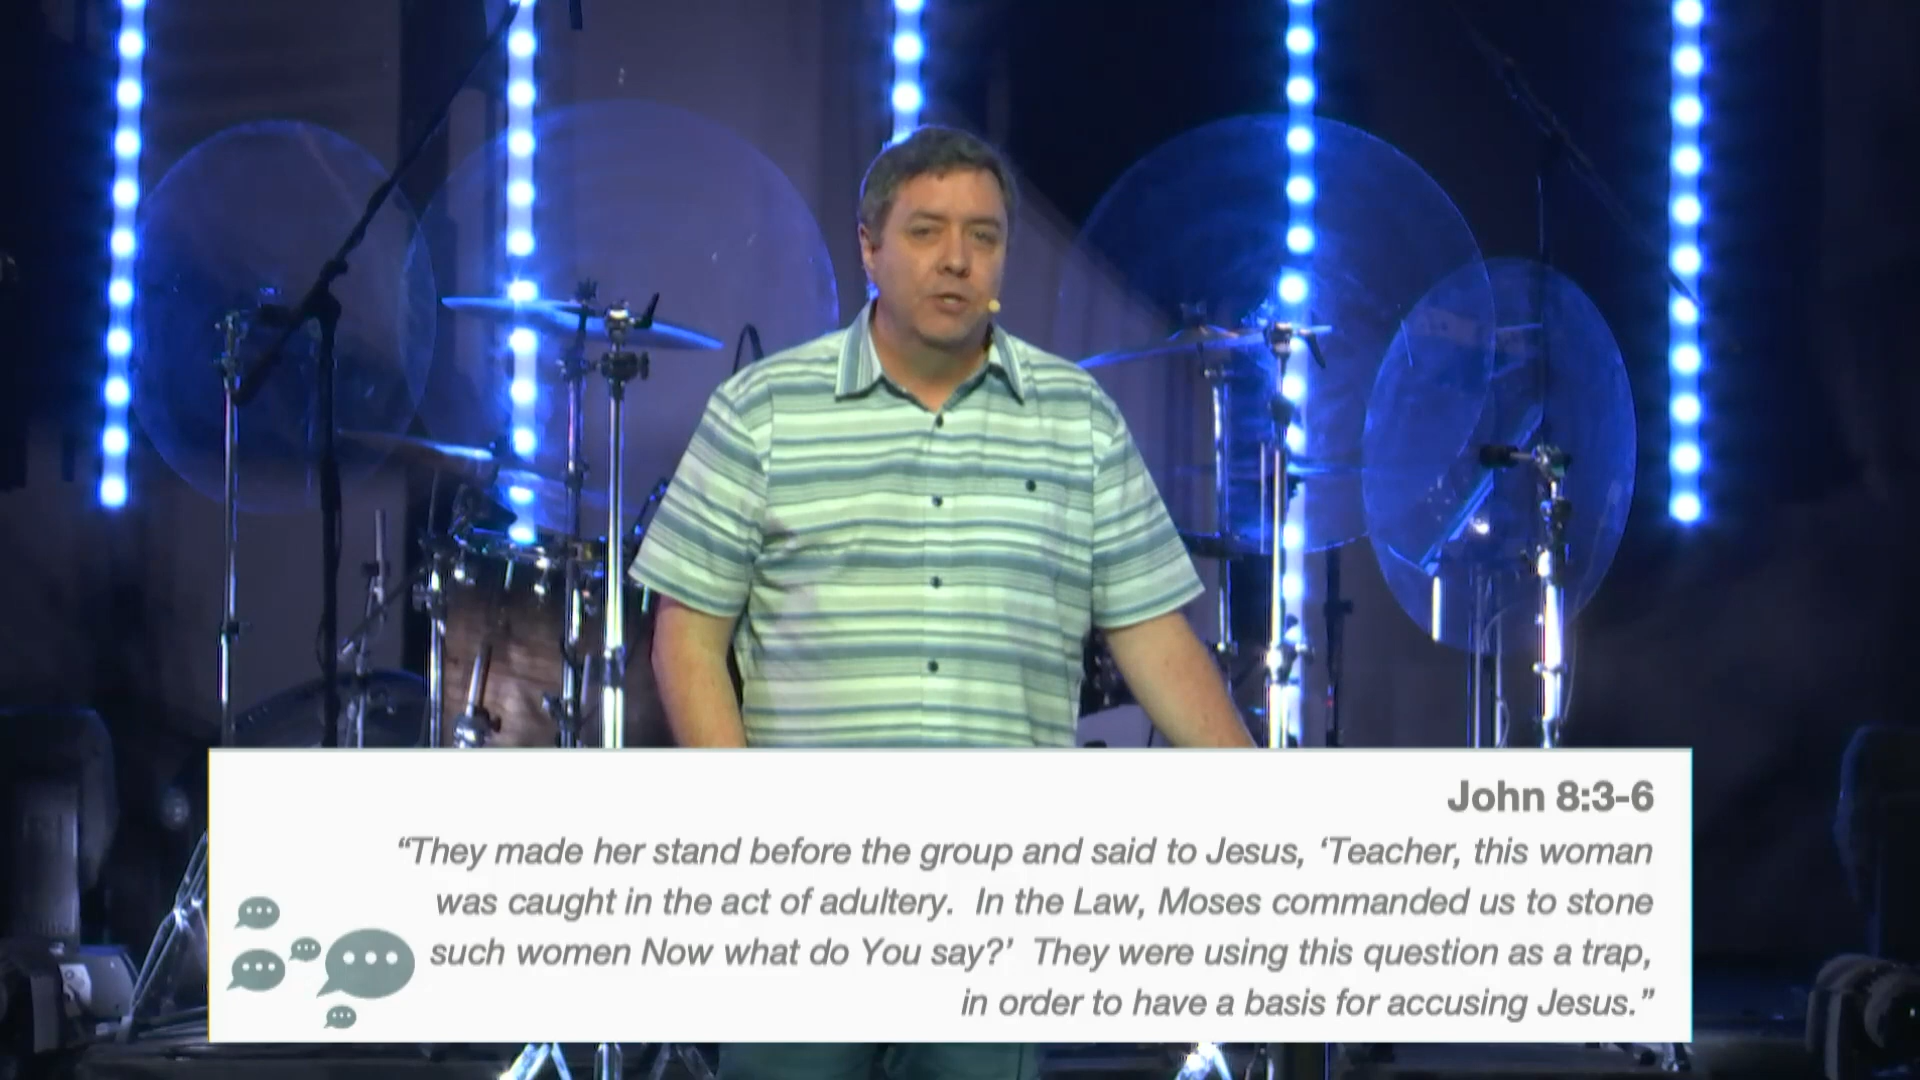 John 8:3-6
“They made her stand before the group and said to Jesus, ‘Teacher, this woman
was caught in the act of adultery.  In the Law, Moses commanded us to stone
such women Now what do You say?’  They were using this question as a trap,
in order to have a basis for accusing Jesus.”